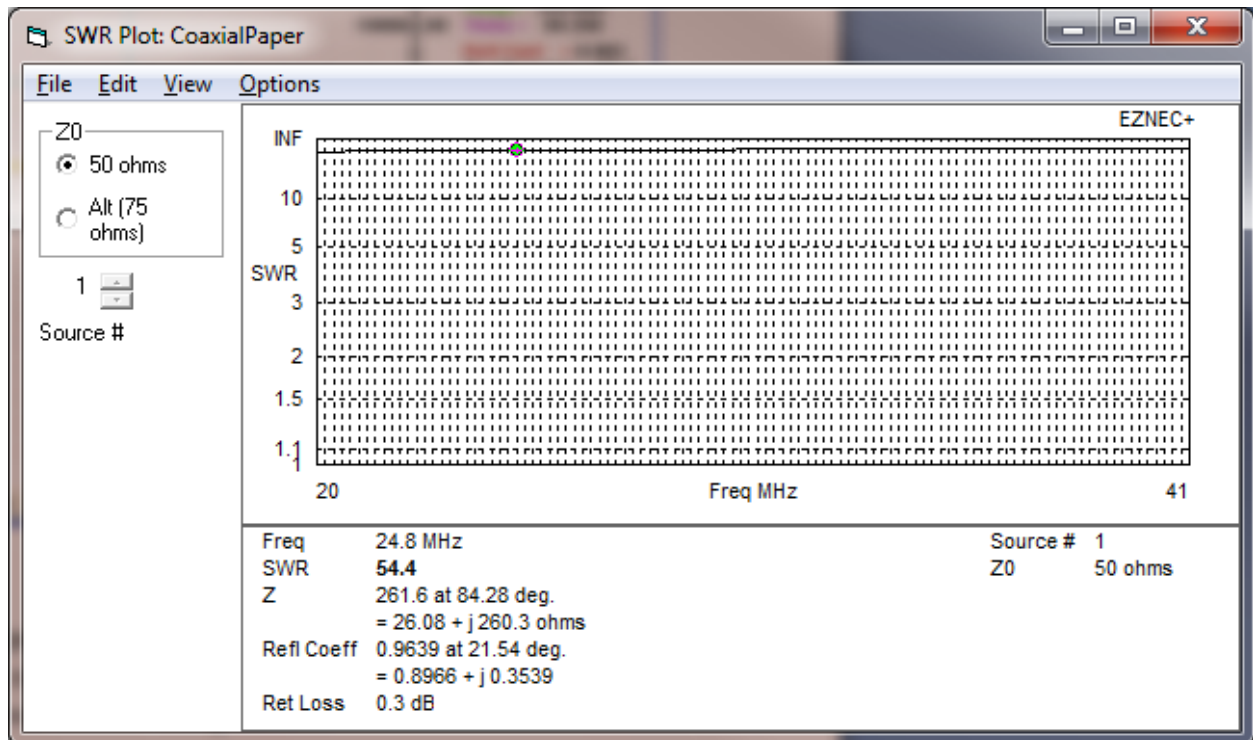 SWR Plot: CoaxialPaper
File Edit View Options
Z0
50 ohms
Alt (75
ohms)
1
Source #
EZNEC+
INF
10
5
SWR
3
2
1.5
1.1
1
20 Freq MHz 41
Freq 24.8 MHz Source # 1
SWR 54.4 Z0 50 ohms
Z 261.6 at 84.28 deg.
= 26.08 + j 260.3 ohms
Refl Coeff 0.9639 at 21.54 deg.
= 0.8966 + j 0.3539
Ret Loss 0.3 dB